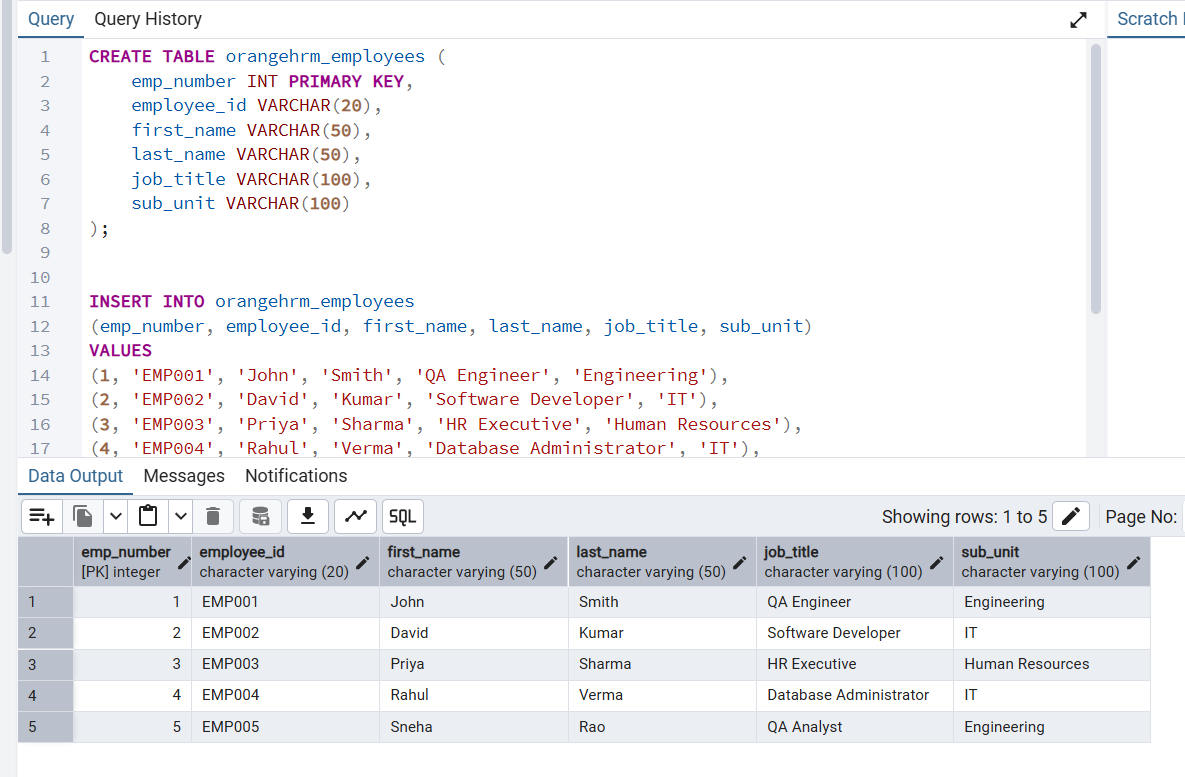 Query Query History Scratch
1 CREATE TABLE orangehrm_employees (
2 emp_number INT PRIMARY KEY,
3 employee_id VARCHAR(20),
4 first_name VARCHAR(50),
5 last_name VARCHAR(50),
6 job_title VARCHAR(100),
7 sub_unit VARCHAR(100)
8 );
9
10
11 INSERT INTO orangehrm_employees
12 (emp_number, employee_id, first_name, last_name, job_title, sub_unit)
13 VALUES
14 (1, 'EMP001', 'John', 'Smith', 'QA Engineer', 'Engineering'),
15 (2, 'EMP002', 'David', 'Kumar', 'Software Developer', 'IT'),
16 (3, 'EMP003', 'Priya', 'Sharma', 'HR Executive', 'Human Resources'),
17 (4, 'EMP004', 'Rahul', 'Verma', 'Database Administrator', 'IT'),
Data Output Messages Notifications
SQL Showing rows: 1 to 5 Page No:
emp_number employee_id first_name last_name job_title sub_unit
[PK] integer character varying (20) character varying (50) character varying (50) character varying (100) character varying (100)
1 1 EMP001 John Smith QA Engineer Engineering
2 2 EMP002 David Kumar Software Developer IT
3 3 EMP003 Priya Sharma HR Executive Human Resources
4 4 EMP004 Rahul Verma Database Administrator IT
5 5 EMP005 Sneha Rao QA Analyst Engineering